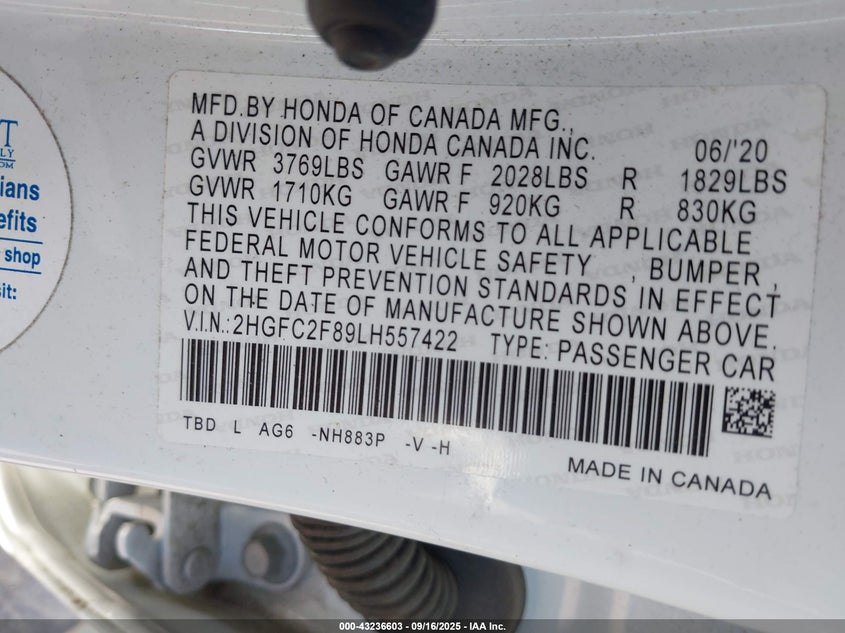 T
LY
OM
ians
efits
shop
it:
MFD.BY HONDA OF CANADA MFG.,
A DIVISION OF HONDA CANADA INC. 06/'20
GVWR 3769LBS GAWR F 2028LBS R 1829LBS
GVWR 1710KG GAWR F 920KG R 830KG
THIS VEHICLE CONFORMS TO ALL APPLICABLE
FEDERAL MOTOR VEHICLE SAFETY , BUMPER ,
AND THEFT PREVENTION STANDARDS IN EFFECT
ON THE DATE OF MANUFACTURE SHOWN ABOVE.
V.I.N.:2HGFC2F89LH557422 TYPE: PASSENGER CAR
TBD L AG6 -NH883P -V -H
MADE IN CANADA
000-43236603 - 09/16/2025 - IAA Inc.